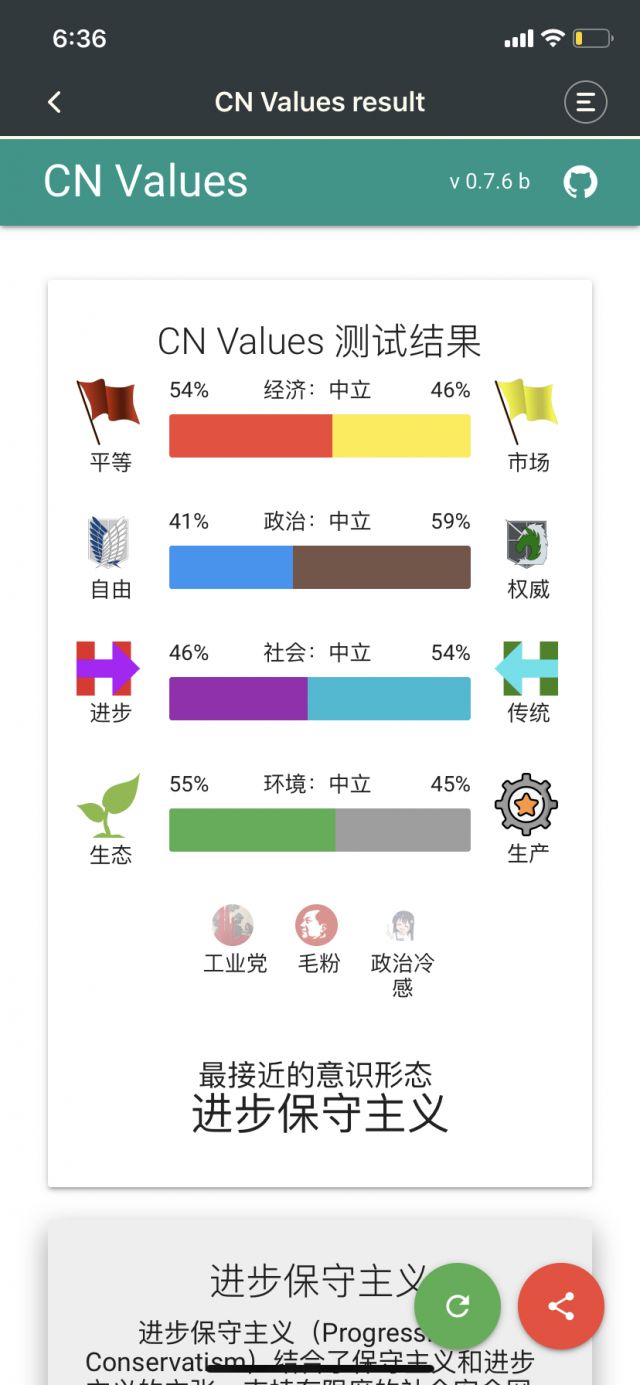 6:36
CN Values result
CN Values
v 0.7.6 b
CN Values 测试结果
54% 经济：中立 46%
平等 市场
41% 政治：中立 59%
自由 权威
46% 社会：中立 54%
进步 传统
55% 环境：中立 45%
生态 生产
工业党 毛粉 政治冷
感
最接近的意识形态
进步保守主义
进步保守主义
进步保守主义（Progress
Conservatism）结合了保守主义和进步